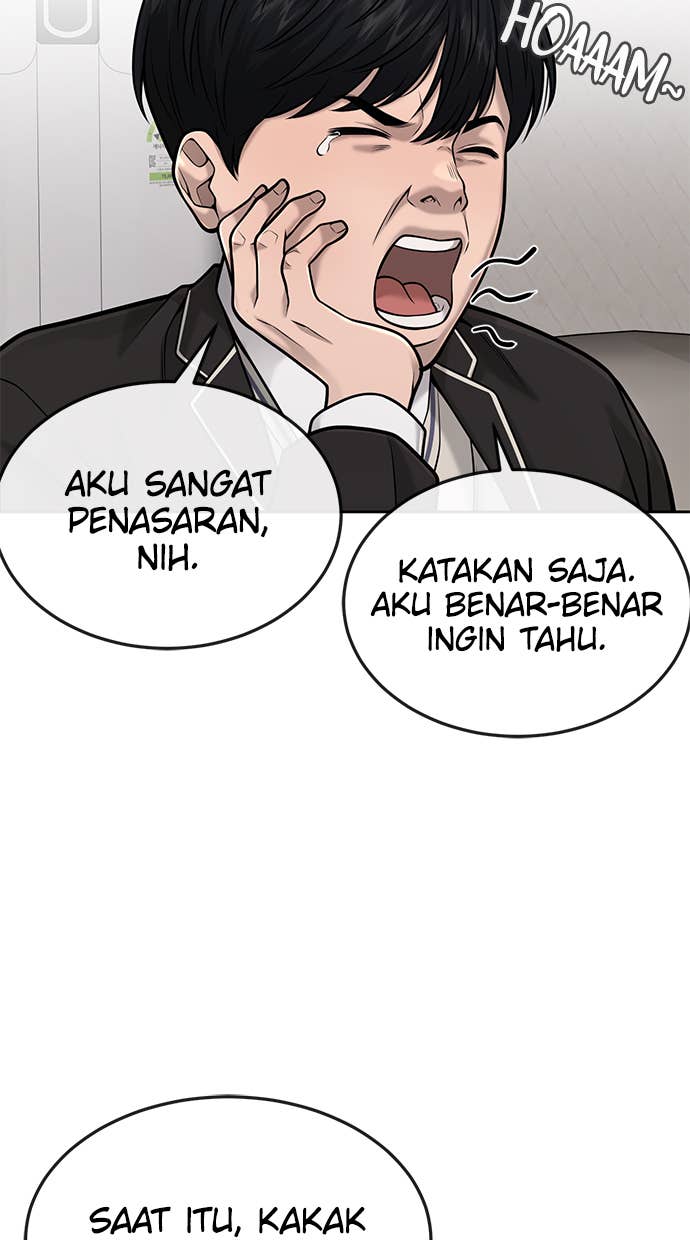 HOAAAM~
AKU SANGAT
PENASARAN,
NIH.
KATAKAN SAJA.
AKU BENAR-BENAR
INGIN TAHU.
SAAT ITU, KAKAK